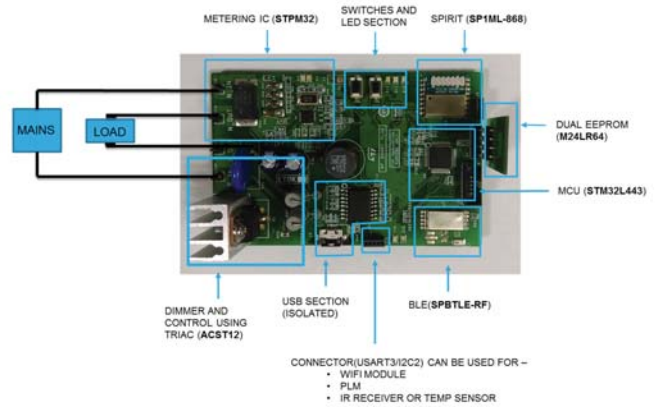 METERING IC (STPM32)
SWITCHES AND
LED SECTION
SPIRIT (SP1ML-868)
MAINS
LOAD
DUAL EEPROM
(M24LR64)
MCU (STM32L443)
DIMMER AND
CONTROL USING
TRIAC (ACST12)
USB SECTION
(ISOLATED)
BLE(SPBTLE-RF)
CONNECTOR(USART3/I2C2) CAN BE USED FOR –
• WIFI MODULE
• PLM
• IR RECEIVER OR TEMP SENSOR